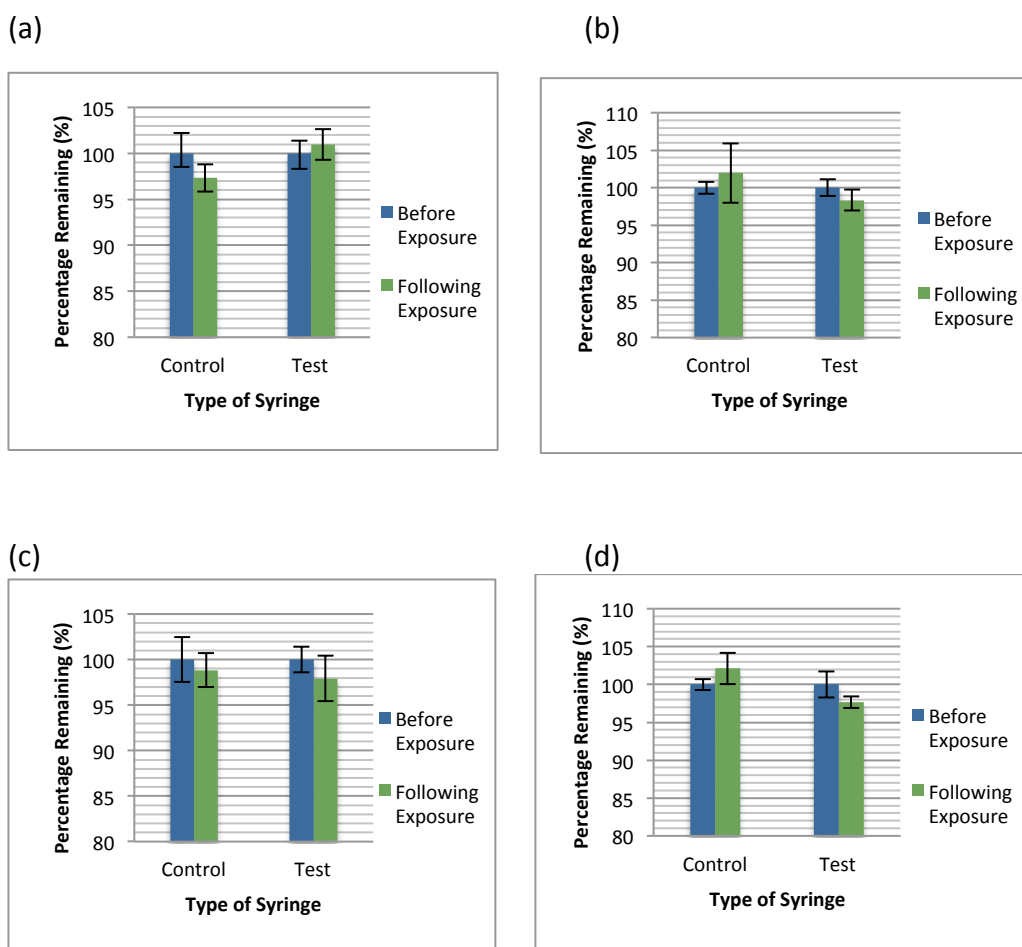 (a)
105
100
95
90
85
80
Percentage Remaining (%)
Control
Test
Type of Syringe
Before
Exposure
Following
Exposure
(b)
110
105
100
95
90
85
80
Percentage Remaining (%)
Control
Test
Type of Syringe
Before
Exposure
Following
Exposure
(c)
105
100
95
90
85
80
Percentage Remaining (%)
Control
Test
Type of Syringe
Before
Exposure
Following
Exposure
(d)
110
105
100
95
90
85
80
Percentage Remaining (%)
Control
Test
Type of Syringe
Before
Exposure
Following
Exposure